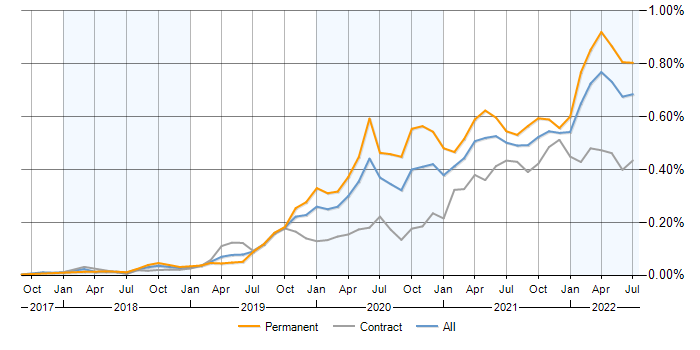 1.00%
0.80%
0.60%
0.40%
0.20%
0.00%
Oct Jan Apr Jul Oct Jan Apr Jul Oct Jan Apr Jul Oct Jan Apr Jul Oct Jan Apr Jul
2017 2018 2019 2020 2021 2022
Permanent Contract All